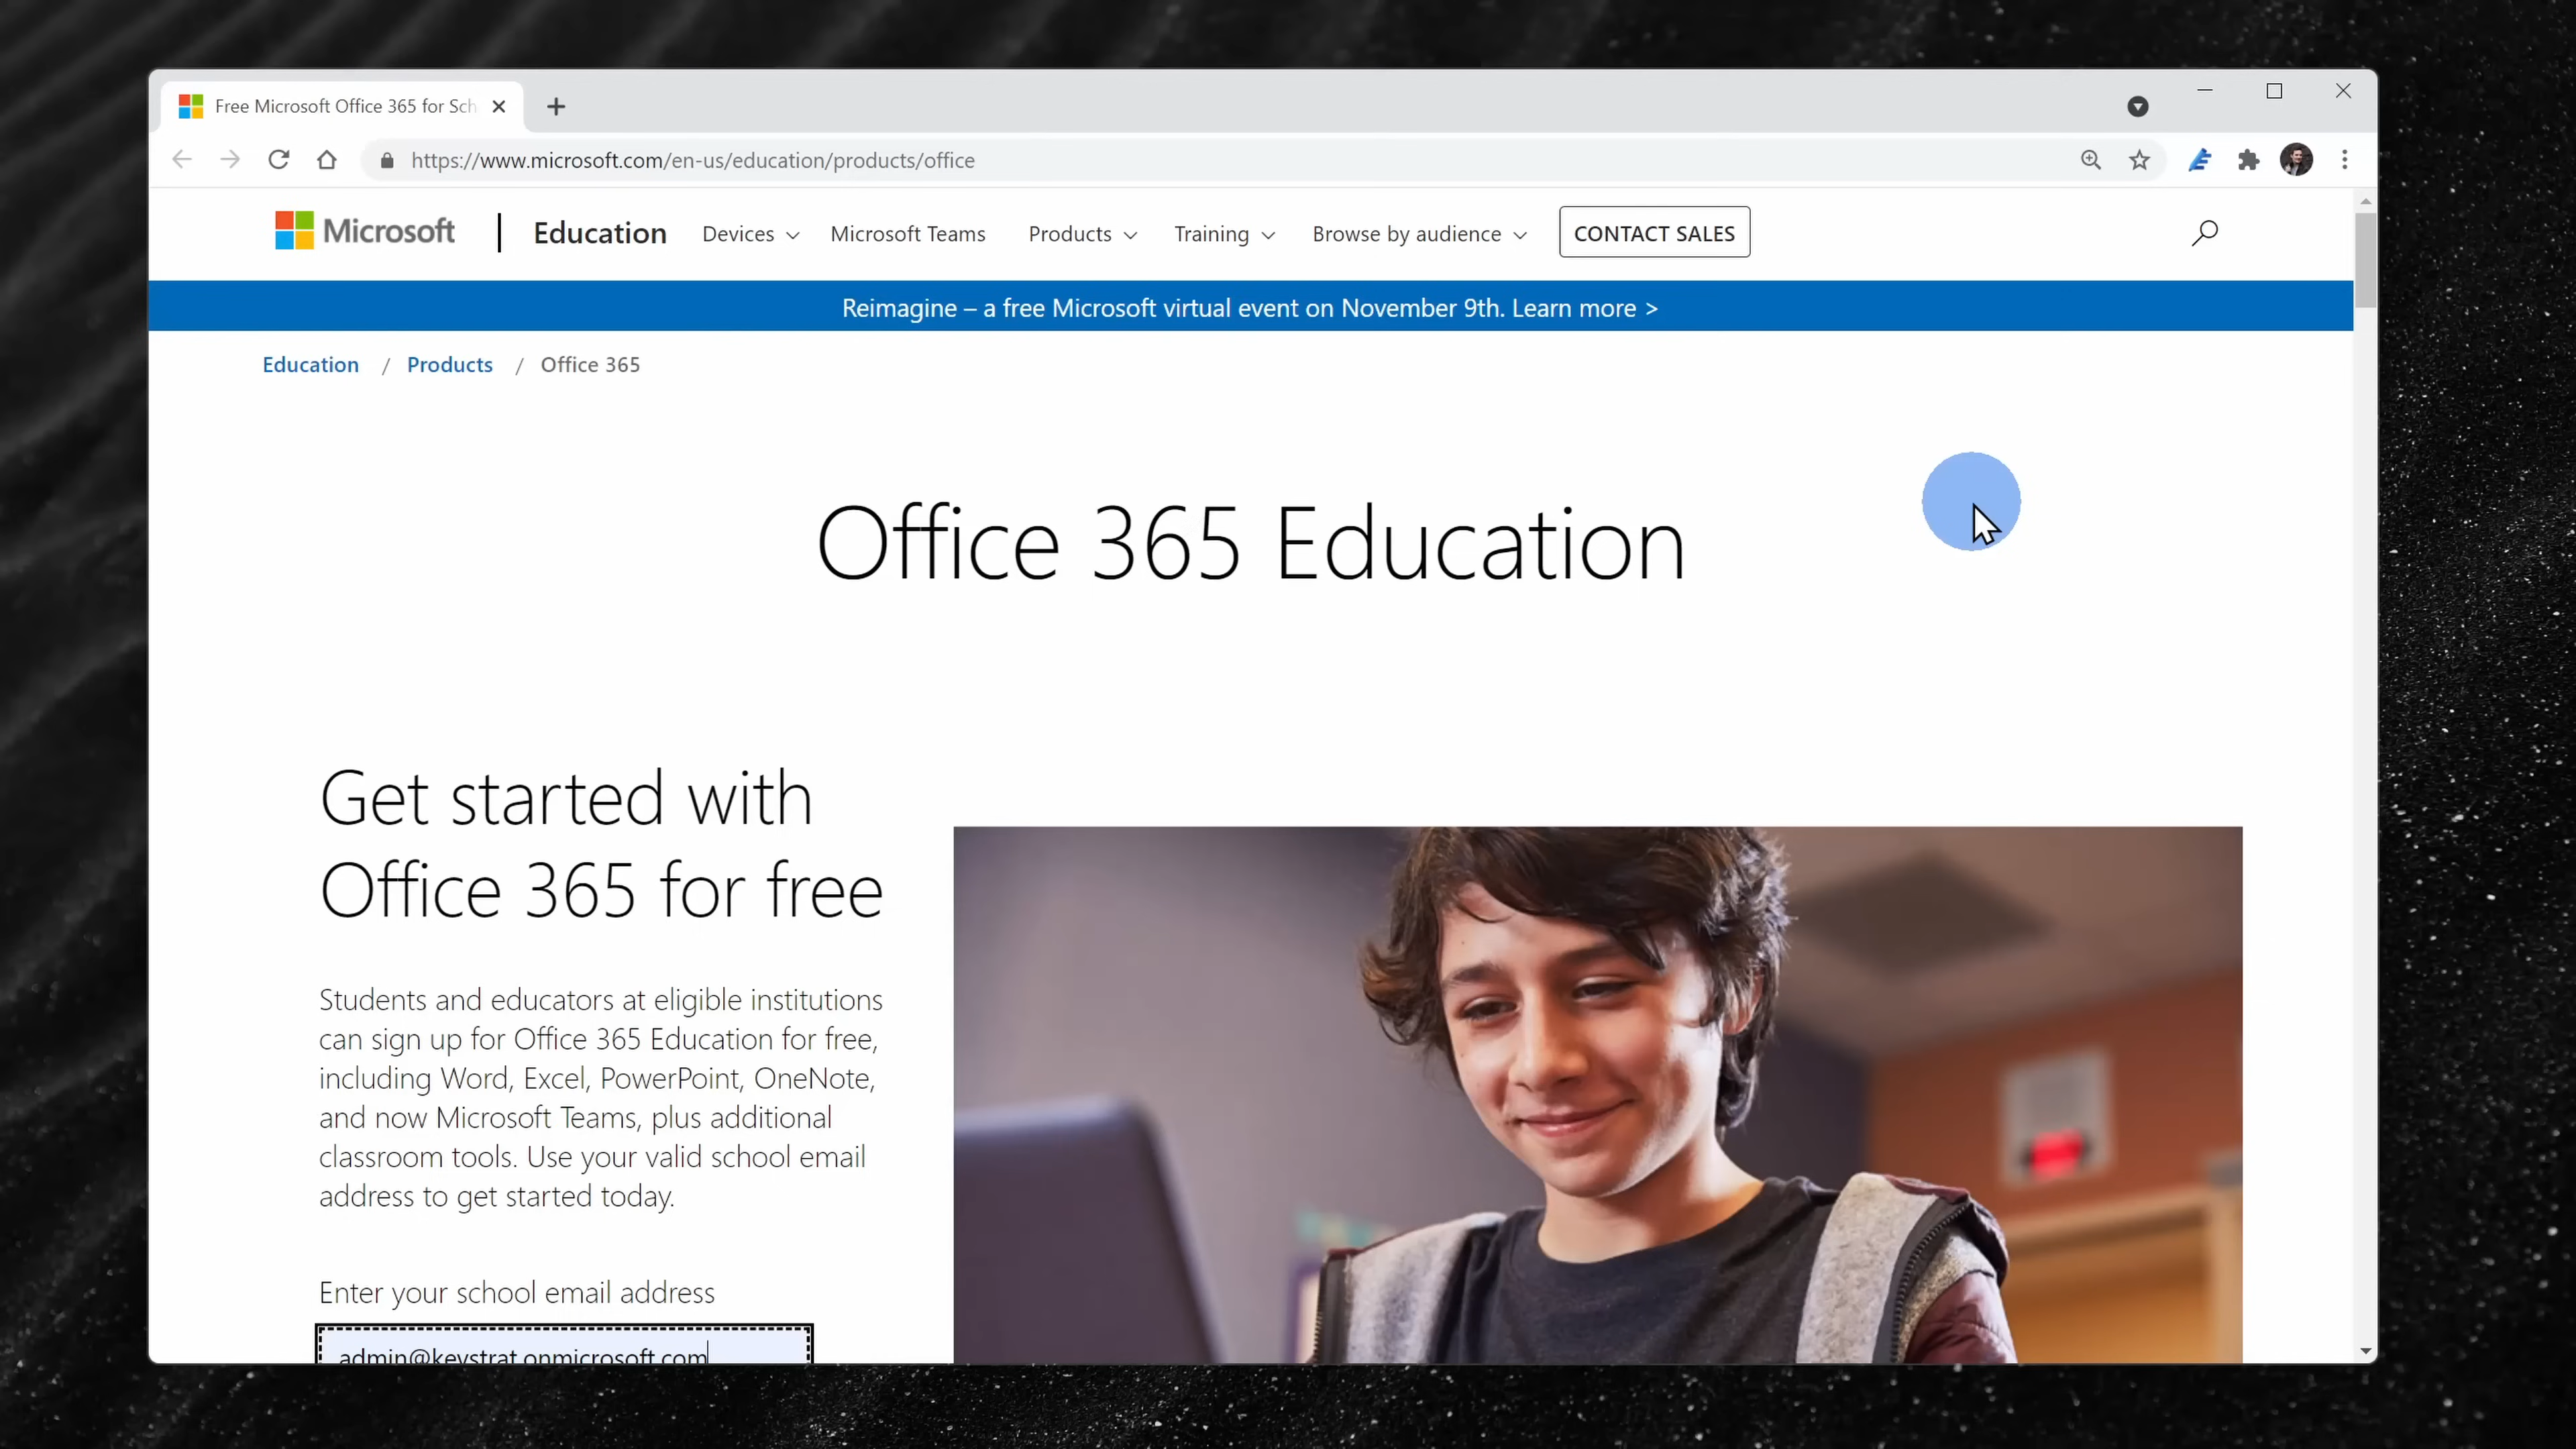 Free Microsoft Office 365 for Sch
https://www.microsoft.com/en-us/education/products/office
Microsoft | Education Devices Microsoft Teams Products Training Browse by audience CONTACT SALES
Reimagine – a free Microsoft virtual event on November 9th. Learn more >
Education / Products / Office 365
Office 365 Education
Get started with
Office 365 for free
Students and educators at eligible institutions
can sign up for Office 365 Education for free,
including Word, Excel, PowerPoint, OneNote,
and now Microsoft Teams, plus additional
classroom tools. Use your valid school email
address to get started today.
Enter your school email address
admin@kevstrat.onmicrosoft.com